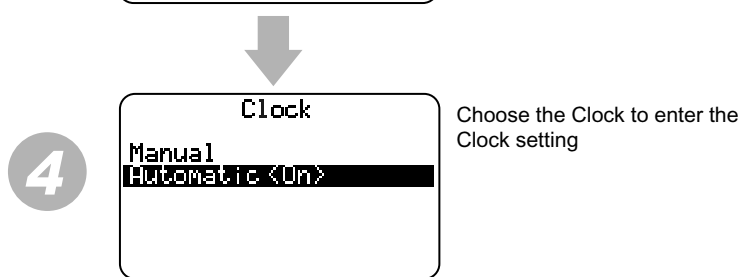 Clock
Manual
Automatic <On>
4
Choose the Clock to enter the
Clock setting